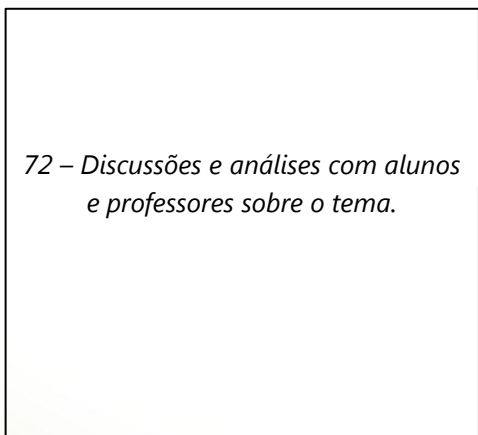 72 – Discussões e análises com alunos
e professores sobre o tema.